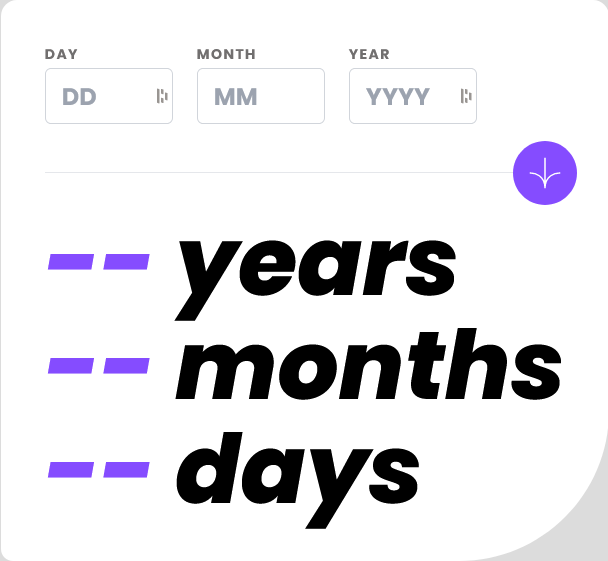 DAY MONTH YEAR
DD MM YYYY
-- years
-- months
-- days